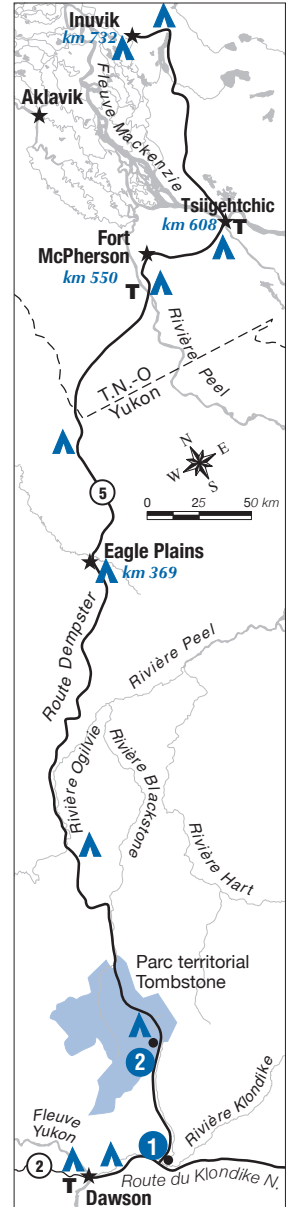 Inuvik
km 732
Aklavik
Fleuve Mackenzie
Tsiigehtchic
km 608
T
Fort
McPherson
km 550
T
Rivière
Peel
T.N.-O
Yukon
N
E
W
S
5
0 25 50 km
Eagle Plains
km 369
Route Dempster
Rivière Peel
Rivière Ogilvie
Rivière Blackstone
Rivière
Hart
Parc territorial
Tombstone
2
Rivière Klondike
1
Fleuve
Yukon
2
T
Dawson
Route du Klondike N.